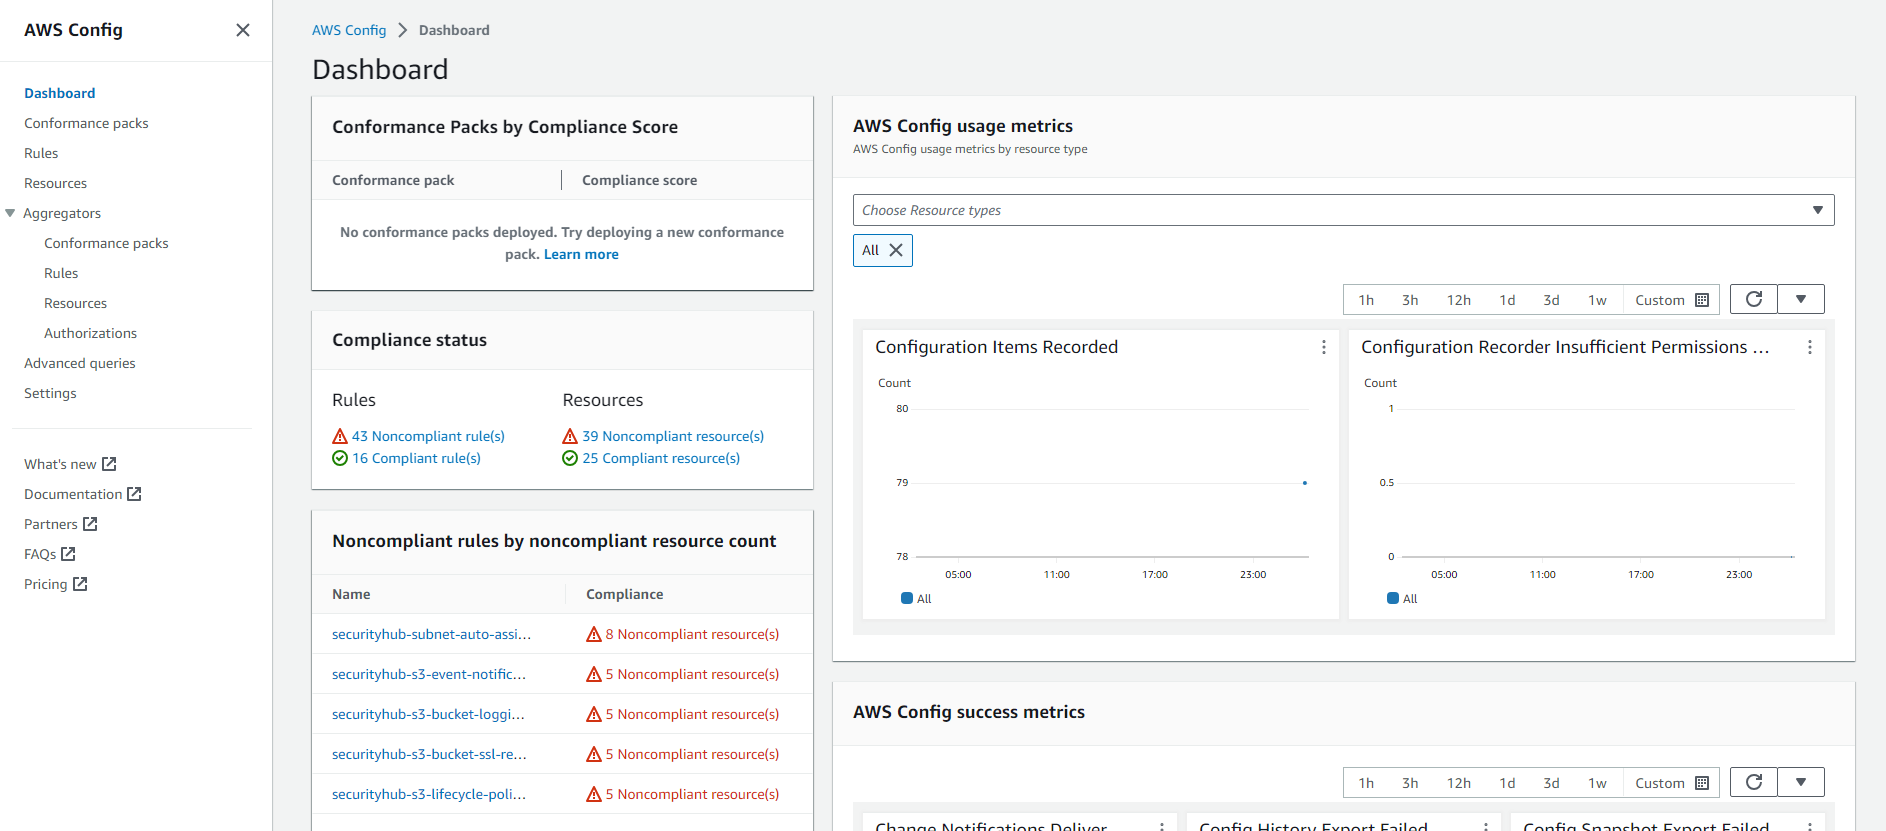 AWS Config
Dashboard
Conformance packs
Rules
Resources
Aggregators
Conformance packs
Rules
Resources
Authorizations
Advanced queries
Settings
What's new
Documentation
Partners
FAQs
Pricing
AWS Config Dashboard
Dashboard
Conformance Packs by Compliance Score
Conformance pack Compliance score
No conformance packs deployed. Try deploying a new conformance
pack. Learn more
Compliance status
Rules Resources
43 Noncompliant rule(s) 39 Noncompliant resource(s)
16 Compliant rule(s) 25 Compliant resource(s)
Noncompliant rules by noncompliant resource count
Name Compliance
securityhub-subnet-auto-assi... 8 Noncompliant resource(s)
securityhub-s3-event-notific... 5 Noncompliant resource(s)
securityhub-s3-bucket-loggi... 5 Noncompliant resource(s)
securityhub-s3-bucket-ssl-re... 5 Noncompliant resource(s)
securityhub-s3-lifecycle-poli... 5 Noncompliant resource(s)
AWS Config usage metrics
AWS Config usage metrics by resource type
Choose Resource types
All
1h 3h 12h 1d 3d 1w Custom
Configuration Items Recorded
Count
80
79
78
05:00 11:00 17:00 23:00
All
Configuration Recorder Insufficient Permissions ...
Count
1
0.5
0
05:00 11:00 17:00 23:00
All
AWS Config success metrics
1h 3h 12h 1d 3d 1w Custom
Change Notifications Deliver
Config History Export Failed
Config Snapshot Export Failed